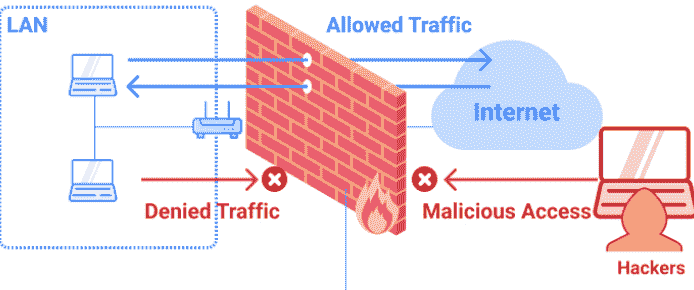 LAN
Allowed Traffic
Internet
Denied Traffic
Malicious Access
Hackers